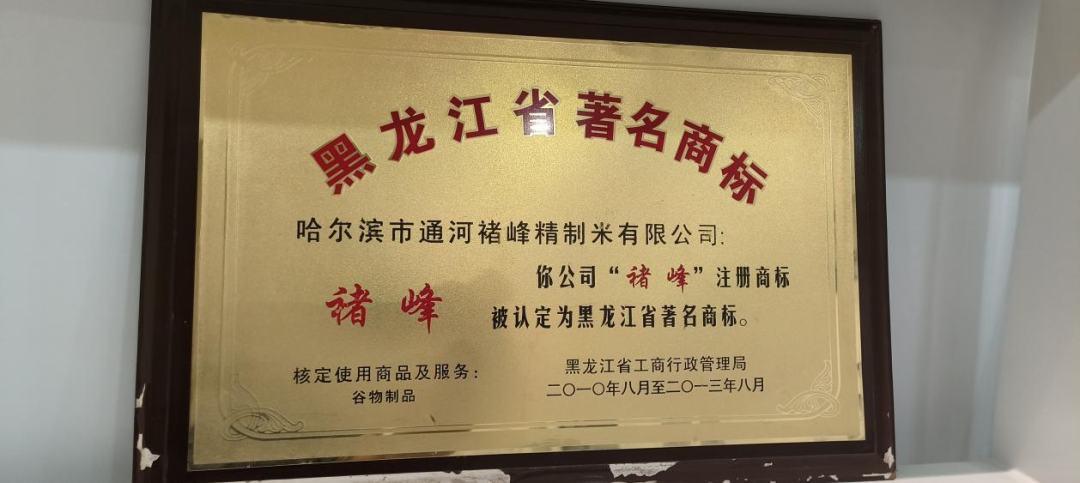 黑龙江省著名商标
哈尔滨市通河褚峰精制米有限公司:
你公司“褚峰”注册商标
褚峰
被认定为黑龙江省著名商标。
核定使用商品及服务:
谷物制品
黑龙江省工商行政管理局
二〇一〇年八月至二〇一三年八月